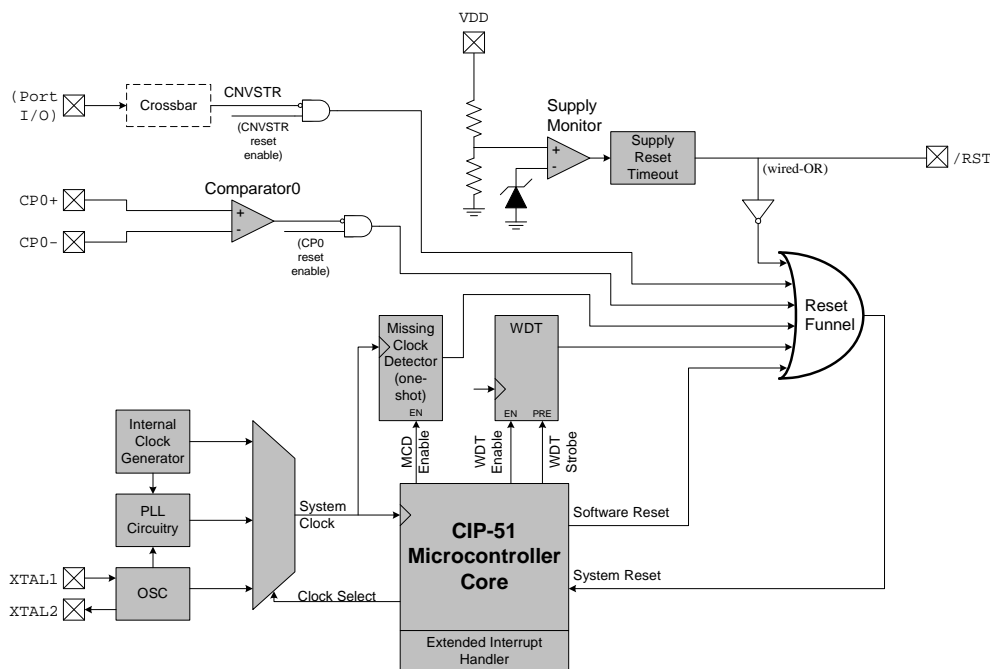 VDD
(Port
I/O)
Crossbar
CNVSTR
(CNVSTR
reset
enable)
Supply
Monitor
+
-
Supply
Reset
Timeout
(wired-OR)
/RST
CP0+
CP0-
Comparator0
+
-
(CP0
reset
enable)
Reset
Funnel
Missing
Clock
Detector
(one-
shot)
EN
WDT
EN
PRE
MCD
Enable
WDT
Enable
WDT
Strobe
Internal
Clock
Generator
PLL
Circuitry
OSC
XTAL1
XTAL2
System
Clock
Clock Select
CIP-51
Microcontroller
Core
Software Reset
System Reset
Extended Interrupt
Handler